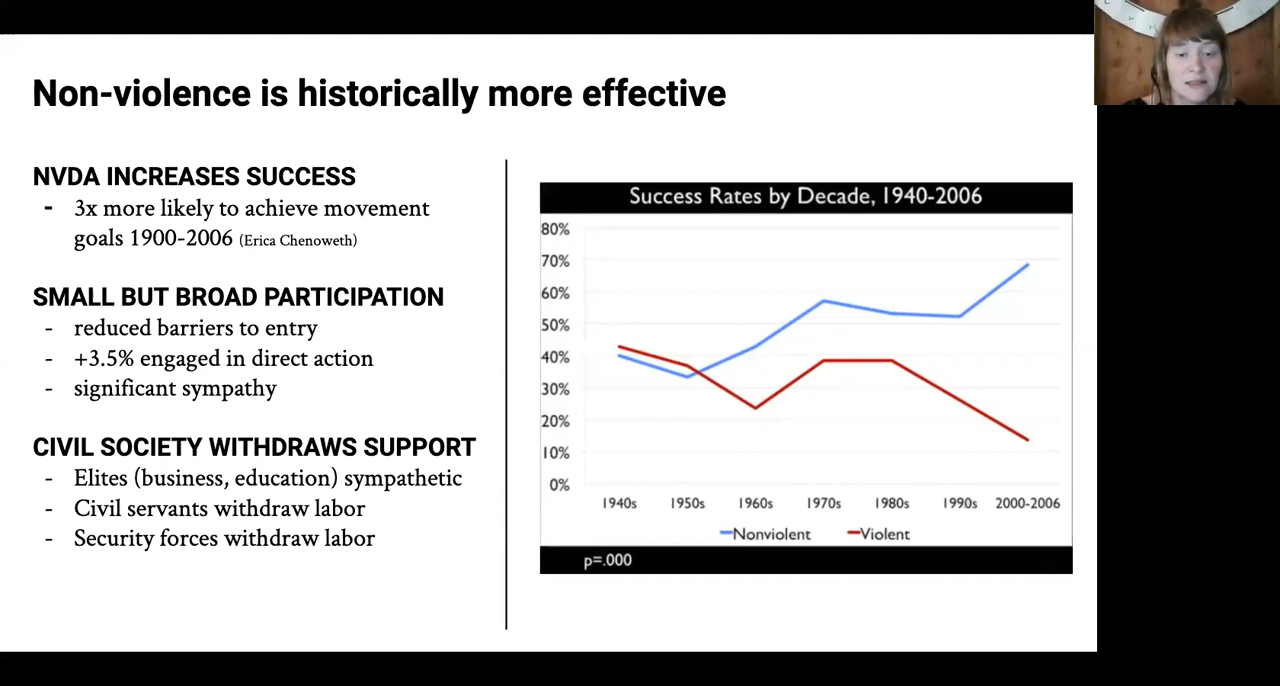 Non-violence is historically more effective
NVDA INCREASES SUCCESS
- 3x more likely to achieve movement
goals 1900-2006 (Erica Chenoweth)
SMALL BUT BROAD PARTICIPATION
- reduced barriers to entry
- +3.5% engaged in direct action
- significant sympathy
CIVIL SOCIETY WITHDRAWS SUPPORT
- Elites (business, education) sympathetic
- Civil servants withdraw labor
- Security forces withdraw labor
Success Rates by Decade, 1940-2006
80%
70%
60%
50%
40%
30%
20%
10%
0%
1940s 1950s 1960s 1970s 1980s 1990s 2000-2006
Nonviolent Violent
p=.000